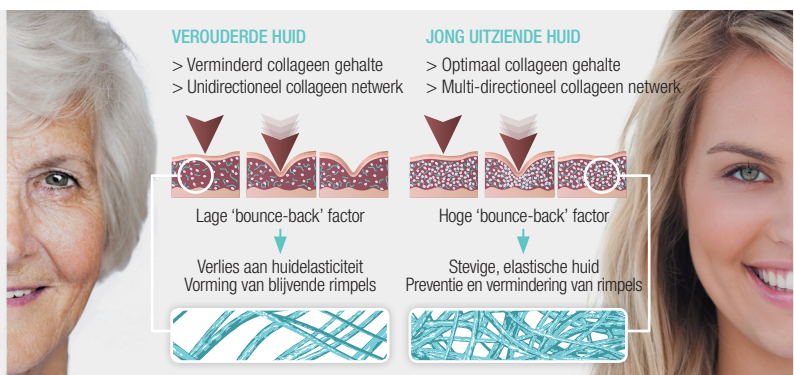 VEROUDERDE HUID
> Verminderd collageen gehalte
> Unidirectioneel collageen netwerk
Lage ‘bounce-back’ factor
Verlies aan huidelasticiteit
Vorming van blijvende rimpels
JONG UITZIENDE HUID
> Optimaal collageen gehalte
> Multi-directioneel collageen netwerk
Hoge ‘bounce-back’ factor
Stevige, elastische huid
Preventie en vermindering van rimpels